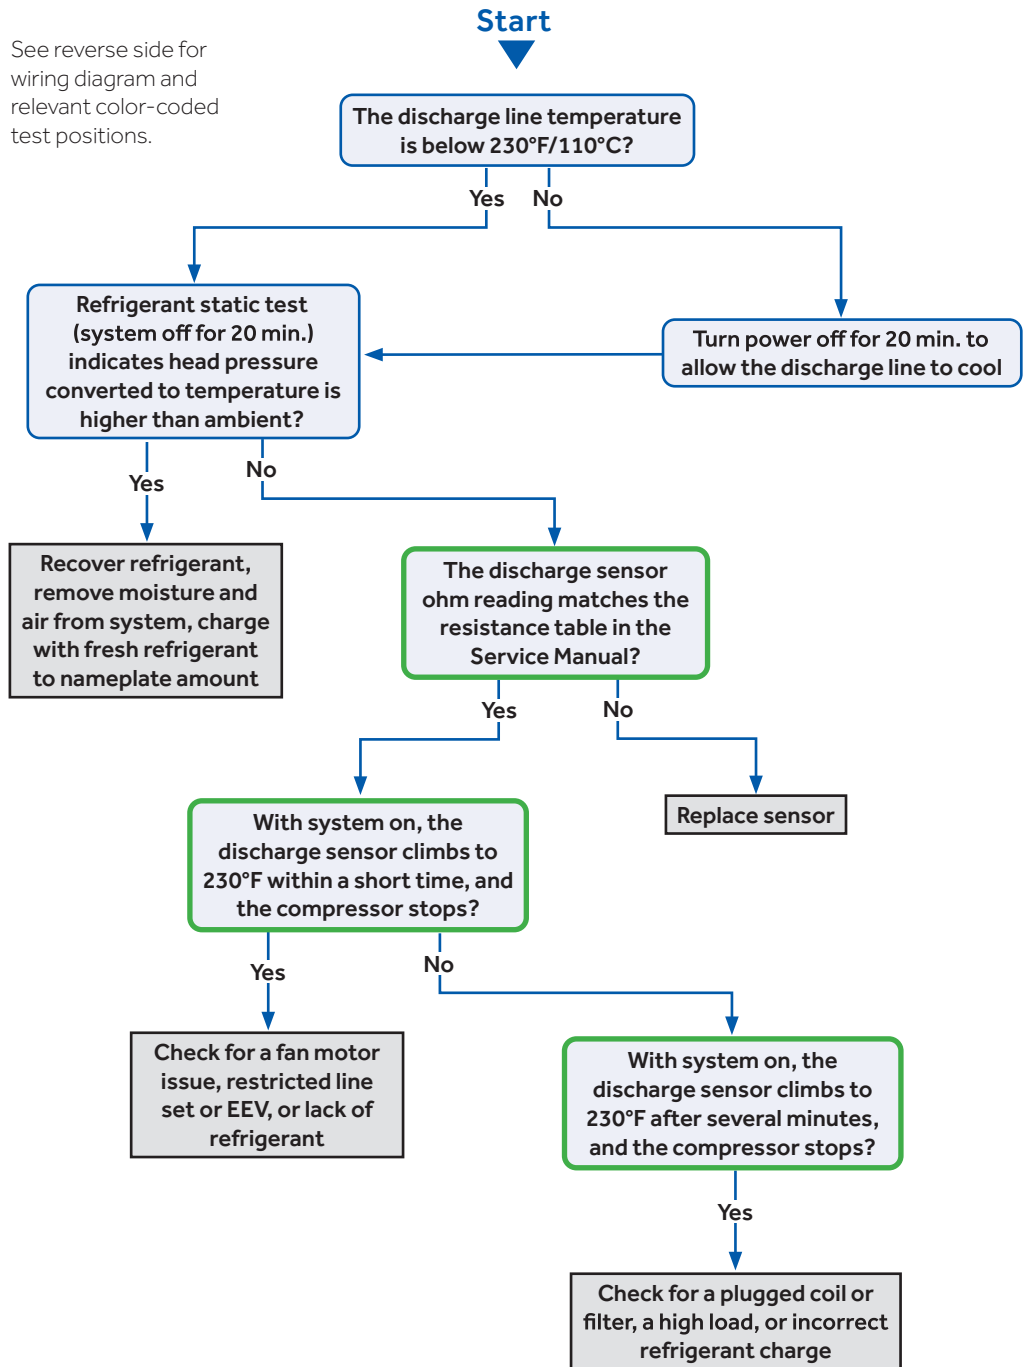 Start
See reverse side for
wiring diagram and
relevant color-coded
test positions.
The discharge line temperature
is below 230°F/110°C?
Yes
No
Refrigerant static test
(system off for 20 min.)
indicates head pressure
converted to temperature is
higher than ambient?
Turn power off for 20 min. to
allow the discharge line to cool
Yes
No
Recover refrigerant,
remove moisture and
air from system, charge
with fresh refrigerant
to nameplate amount
The discharge sensor
ohm reading matches the
resistance table in the
Service Manual?
Yes
No
Replace sensor
With system on, the
discharge sensor climbs to
230°F within a short time, and
the compressor stops?
Yes
No
Check for a fan motor
issue, restricted line
set or EEV, or lack of
refrigerant
With system on, the
discharge sensor climbs to
230°F after several minutes,
and the compressor stops?
Yes
Check for a plugged coil or
filter, a high load, or incorrect
refrigerant charge